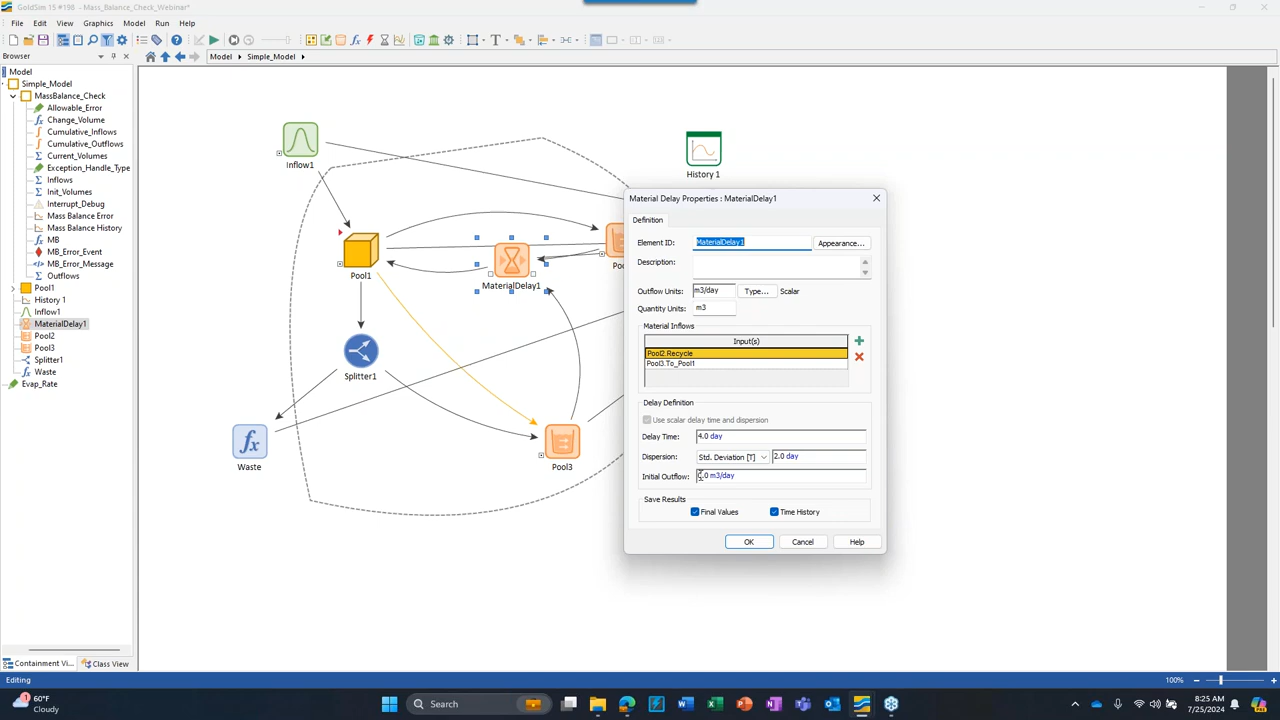 GoldSim 15 #198 - Mass_Balance_Check_Webinar*
File Edit View Graphics Model Run Help
Browser
Model Simple_Model
Model
Simple_Model
MassBalance_Check
Allowable_Error
Change_Volume
Cumulative_Inflows
Cumulative_Outflows
Current_Volumes
Exception_Handle_Type
Inflows
Init_Volumes
Interrupt_Debug
Mass Balance Error
Mass Balance History
MB
MB_Error_Event
MB_Error_Message
Outflows
Pool1
History 1
Inflow1
MaterialDelay1
Pool2
Pool3
Splitter1
Waste
Evap_Rate
Containment Vi...
Class View
Inflow1
Pool1
MaterialDelay1
Splitter1
Waste
Pool3
History 1
Material Delay Properties : MaterialDelay1
Definition
Element ID: MaterialDelay1 Appearance...
Description:
Outflow Units: m3/day Type... Scalar
Quantity Units: m3
Material Inflows
Input(s)
Pool2.Recycle
Pool3.To_Pool1
Delay Definition
Use scalar delay time and dispersion
Delay Time: 4.0 day
Dispersion: Std. Deviation [T] 2.0 day
Initial Outflow: .0 m3/day
Save Results
Final Values Time History
OK Cancel Help
Editing
100%
1
60°F
Cloudy
Search
8:25 AM
7/25/2024